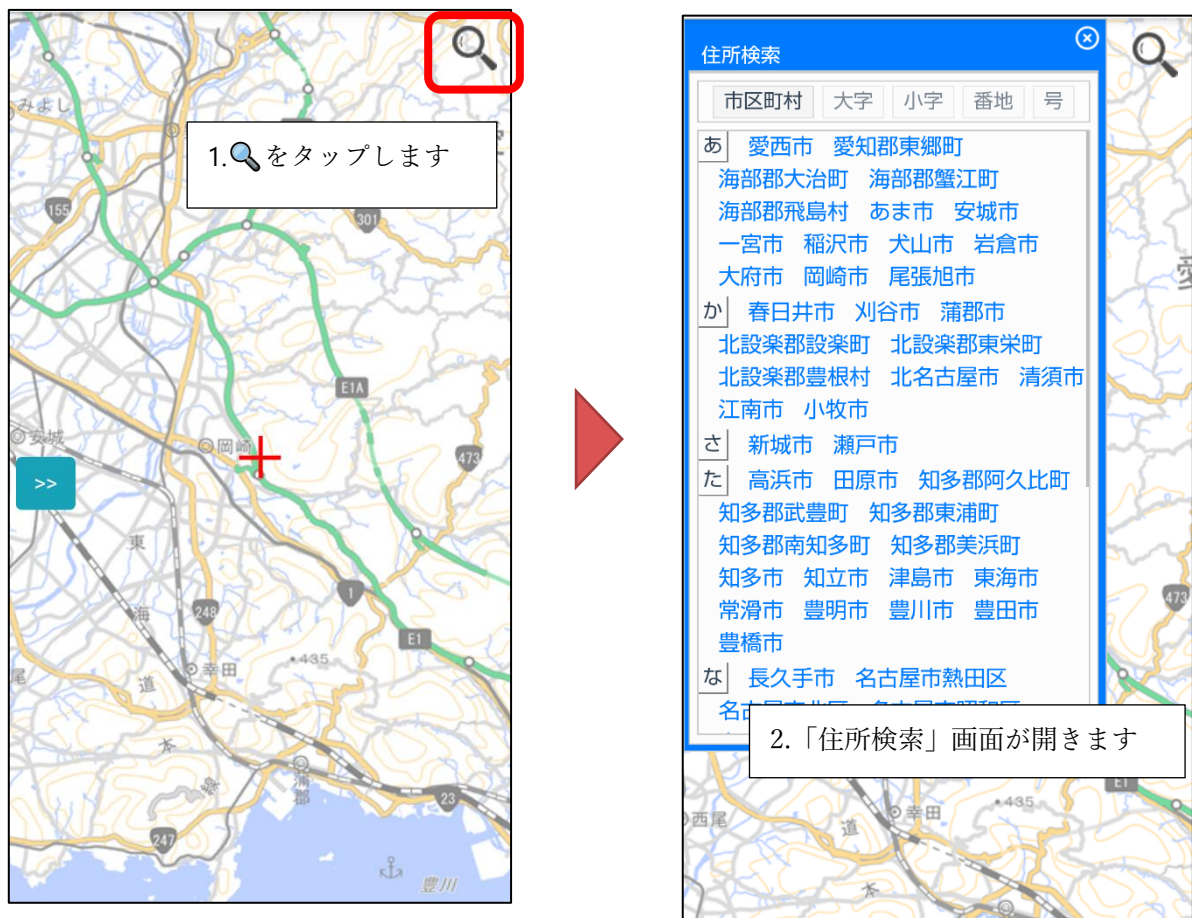 みよし
1.🔍をタップします
155
301
E1A
安城
岡崎
473
>>
東
1
海
248
E1
幸田
・435
尾
道
本
線
蒲郡
23
247
豊川
住所検索
市区町村 大字 小字 番地 号
あ 愛西市 愛知郡東郷町
海部郡大治町 海部郡蟹江町
海部郡飛島村 あま市 安城市
一宮市 稲沢市 犬山市 岩倉市
大府市 岡崎市 尾張旭市
か 春日井市 刈谷市 蒲郡市
北設楽郡設楽町 北設楽郡東栄町
北設楽郡豊根村 北名古屋市 清須市
江南市 小牧市
さ 新城市 瀬戸市
た 高浜市 田原市 知多郡阿久比町
知多郡武豊町 知多郡東浦町
知多郡南知多町 知多郡美浜町
知多市 知立市 津島市 東海市
常滑市 豊明市 豊川市 豊田市
豊橋市
な 長久手市 名古屋市熱田区
2.「住所検索」画面が開きます
473
E1
西尾
幸田
・435
道
本